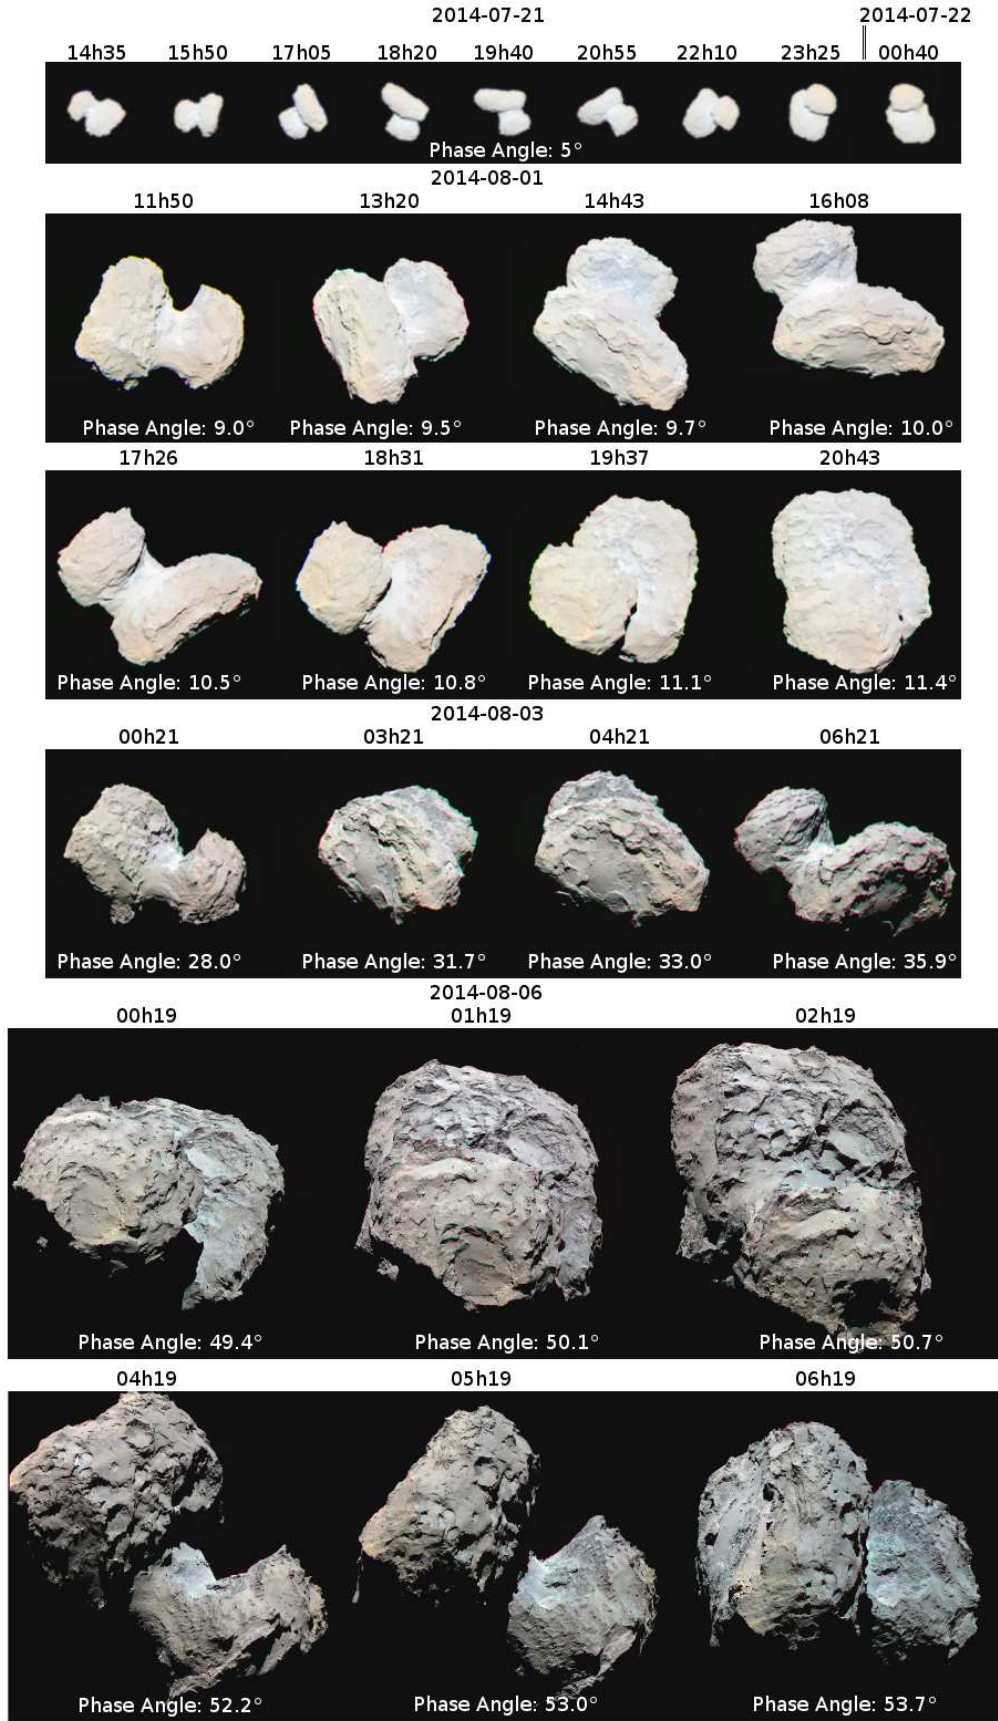 2014-07-21 2014-07-22
14h35 15h50 17h05 18h20 19h40 20h55 22h10 23h25 00h40
Phase Angle: 5°
2014-08-01
11h50 13h20 14h43 16h08
Phase Angle: 9.0° Phase Angle: 9.5° Phase Angle: 9.7° Phase Angle: 10.0°
17h26 18h31 19h37 20h43
Phase Angle: 10.5° Phase Angle: 10.8° Phase Angle: 11.1° Phase Angle: 11.4°
2014-08-03
00h21 03h21 04h21 06h21
Phase Angle: 28.0° Phase Angle: 31.7° Phase Angle: 33.0° Phase Angle: 35.9°
2014-08-06
00h19 01h19 02h19
Phase Angle: 49.4° Phase Angle: 50.1° Phase Angle: 50.7°
04h19 05h19 06h19
Phase Angle: 52.2° Phase Angle: 53.0° Phase Angle: 53.7°